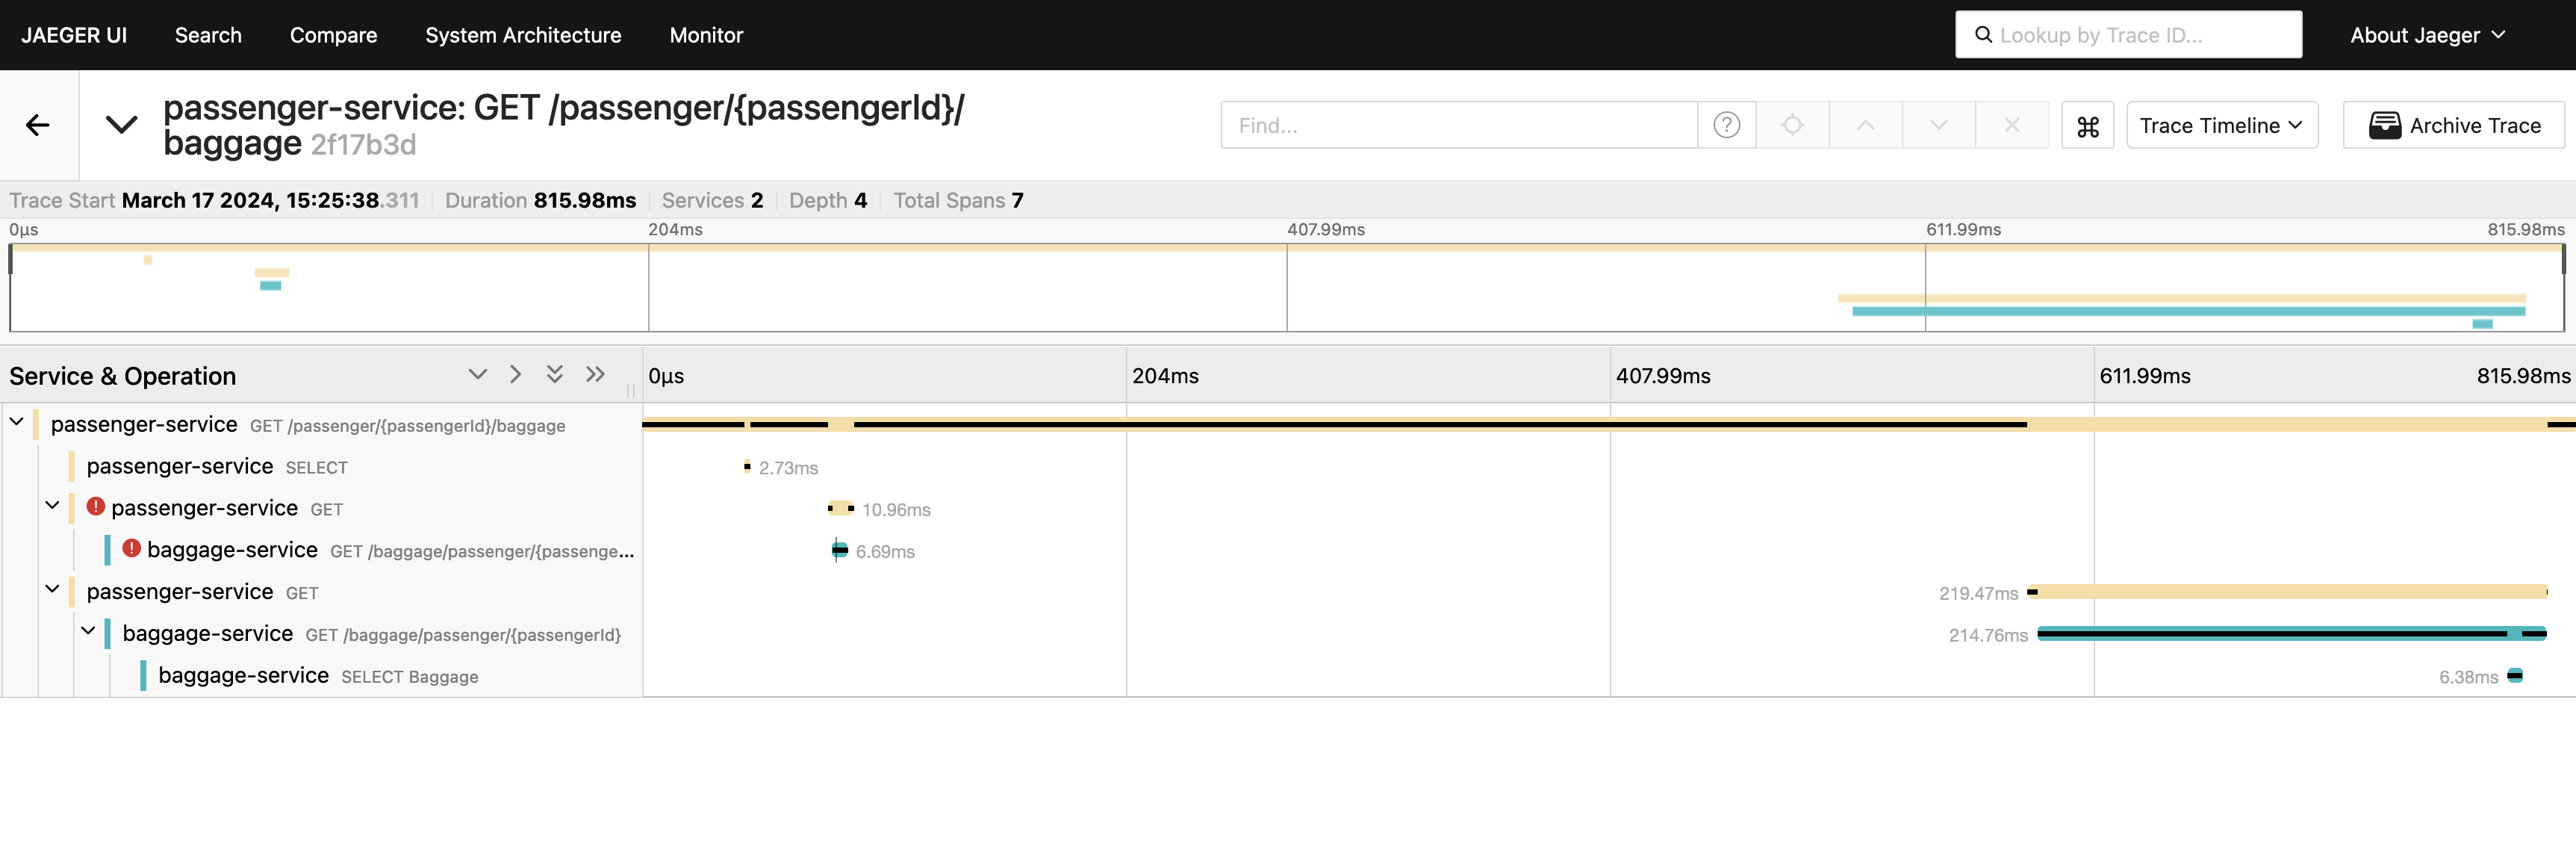 JAEGER UI Search Compare System Architecture Monitor Lookup by Trace ID... About Jaeger
passenger-service: GET /passenger/{passengerId}/
baggage 2f17b3d
Find... Trace Timeline Archive Trace
Trace Start March 17 2024, 15:25:38.311 Duration 815.98ms Services 2 Depth 4 Total Spans 7
0μs 204ms 407.99ms 611.99ms 815.98ms
Service & Operation 0μs 204ms 407.99ms 611.99ms 815.98ms
passenger-service GET /passenger/{passengerId}/baggage
passenger-service SELECT 2.73ms
passenger-service GET 10.96ms
baggage-service GET /baggage/passenger/{passenge... 6.69ms
passenger-service GET 219.47ms
baggage-service GET /baggage/passenger/{passengerId} 214.76ms
baggage-service SELECT Baggage 6.38ms